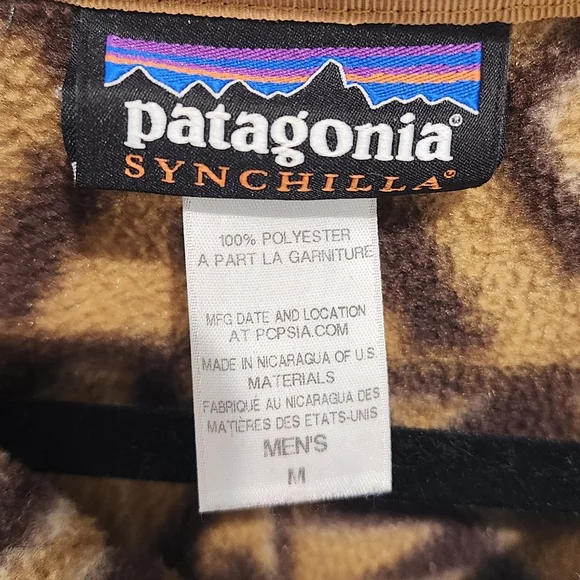 patagonia®
SYNCHILLA®
100% POLYESTER
A PART LA GARNITURE
MFG DATE AND LOCATION
AT PCPSIA.COM
MADE IN NICARAGUA OF U.S.
MATERIALS
FABRIQUÉ AU NICARAGUA DES
MATIÈRES DES ETATS-UNIS
MEN'S
M